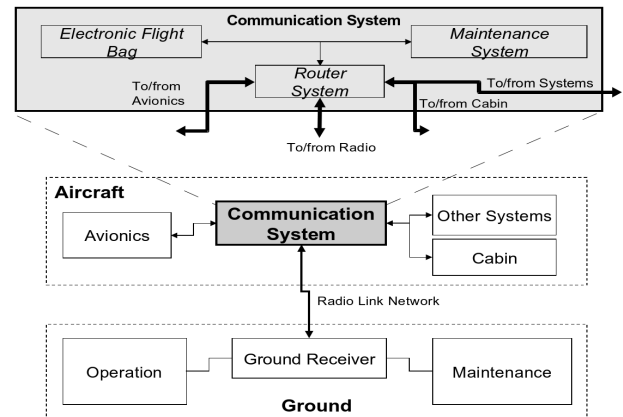 Communication System
Electronic Flight
Bag
Maintenance
System
Router
System
To/from
Avionics
To/from Systems
To/from Cabin
To/from Radio
Aircraft
Avionics
Communication
System
Other Systems
Cabin
Radio Link Network
Operation
Ground Receiver
Maintenance
Ground